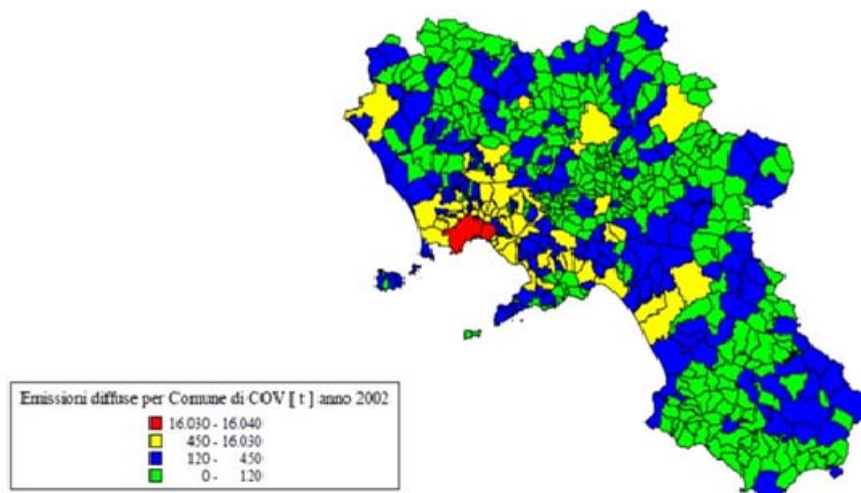 Emissioni diffuse per Comune di COV [ t ] anno 2002
16.030 - 16.040
450 - 16.030
120 - 450
0 - 120